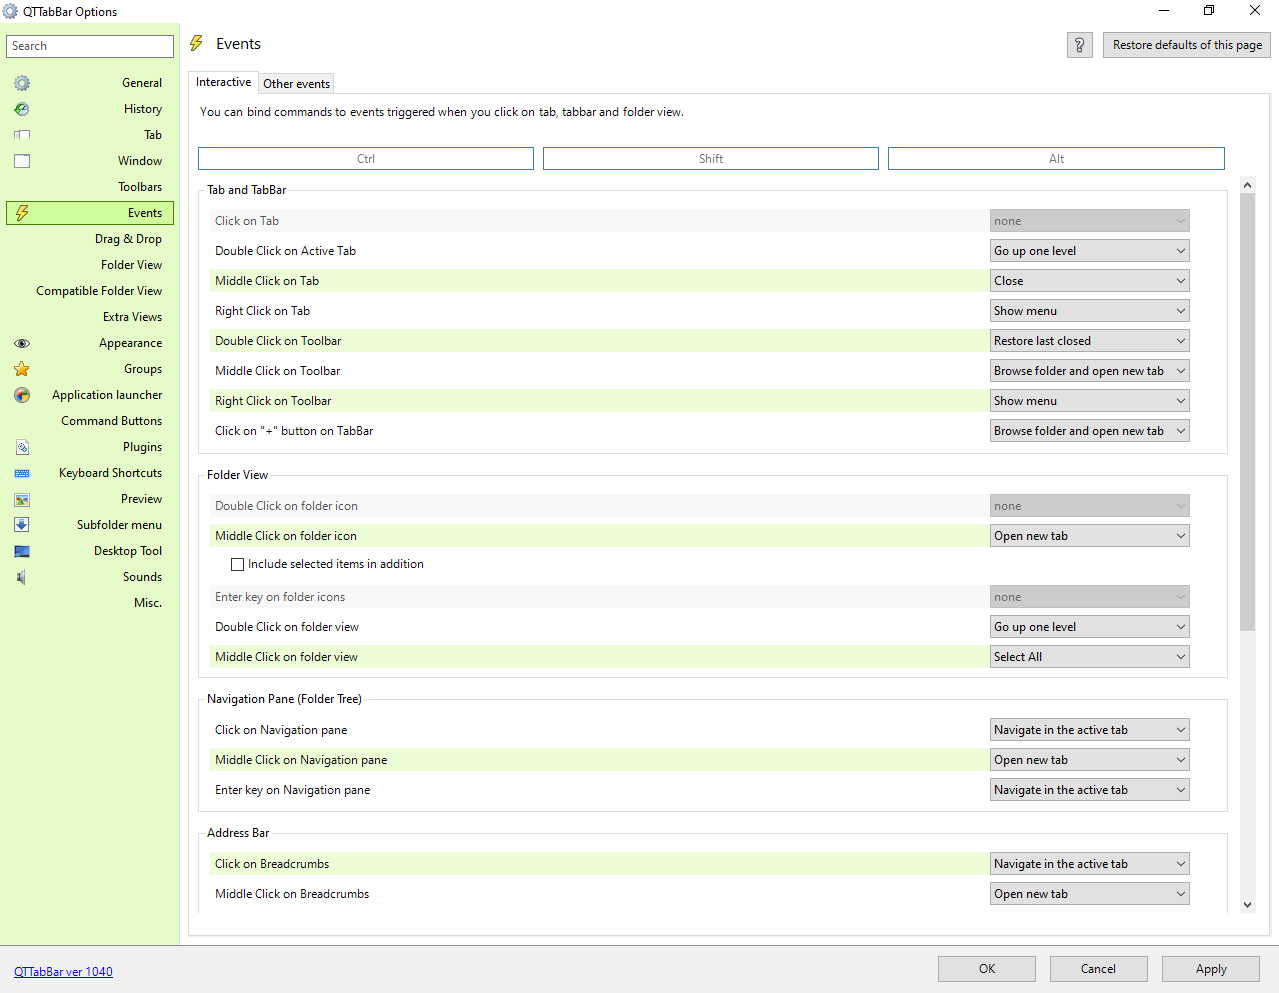 QTTabBar Options
Search
General
History
Tab
Window
Toolbars
Events
Drag & Drop
Folder View
Compatible Folder View
Extra Views
Appearance
Groups
Application launcher
Command Buttons
Plugins
Keyboard Shortcuts
Preview
Subfolder menu
Desktop Tool
Sounds
Misc.
Events
? Restore defaults of this page
Interactive Other events
You can bind commands to events triggered when you click on tab, tabbar and folder view.
Ctrl Shift Alt
Tab and TabBar
Click on Tab none
Double Click on Active Tab Go up one level
Middle Click on Tab Close
Right Click on Tab Show menu
Double Click on Toolbar Restore last closed
Middle Click on Toolbar Browse folder and open new tab
Right Click on Toolbar Show menu
Click on "+" button on TabBar Browse folder and open new tab
Folder View
Double Click on folder icon none
Middle Click on folder icon Open new tab
Include selected items in addition
Enter key on folder icons none
Double Click on folder view Go up one level
Middle Click on folder view Select All
Navigation Pane (Folder Tree)
Click on Navigation pane Navigate in the active tab
Middle Click on Navigation pane Open new tab
Enter key on Navigation pane Navigate in the active tab
Address Bar
Click on Breadcrumbs Navigate in the active tab
Middle Click on Breadcrumbs Open new tab
QTTabBar ver 1040
OK Cancel Apply